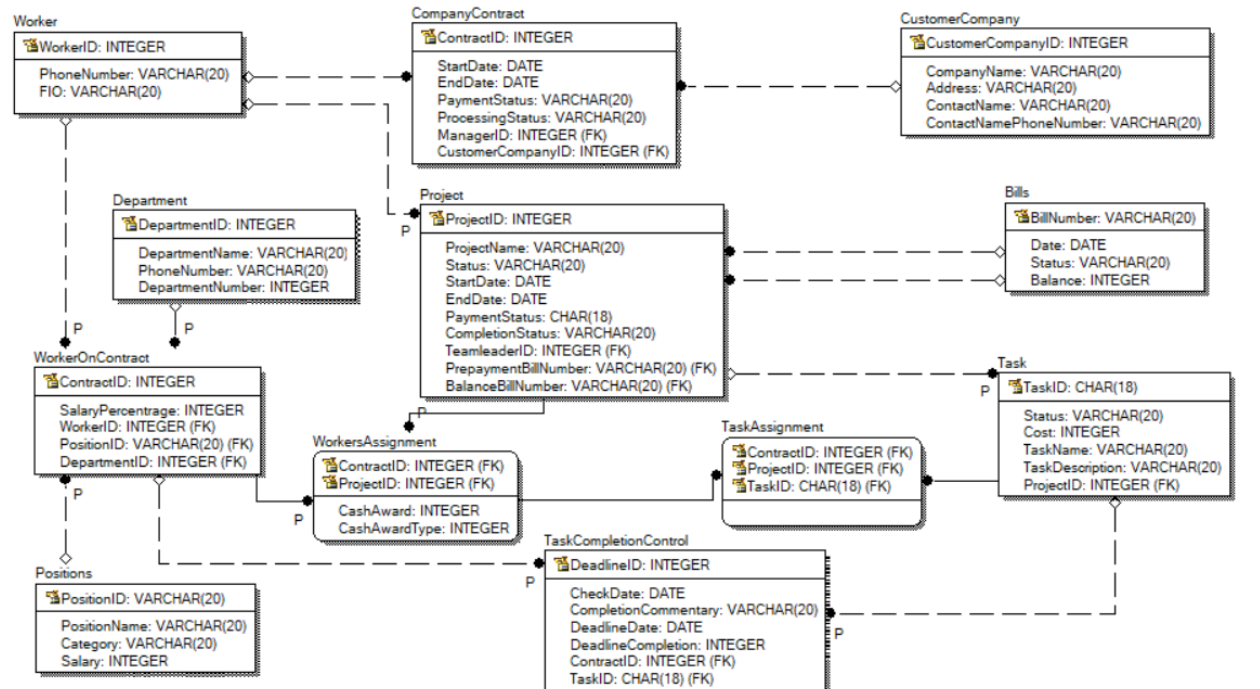 Worker
WorkerID: INTEGER
PhoneNumber: VARCHAR(20)
FIO: VARCHAR(20)
CompanyContract
ContractID: INTEGER
StartDate: DATE
EndDate: DATE
PaymentStatus: VARCHAR(20)
ProcessingStatus: VARCHAR(20)
ManagerID: INTEGER (FK)
CustomerCompanyID: INTEGER (FK)
CustomerCompany
CustomerCompanyID: INTEGER
CompanyName: VARCHAR(20)
Address: VARCHAR(20)
ContactName: VARCHAR(20)
ContactNamePhoneNumber: VARCHAR(20)
Department
DepartmentID: INTEGER
DepartmentName: VARCHAR(20)
PhoneNumber: VARCHAR(20)
DepartmentNumber: INTEGER
P
P
Project
P
ProjectID: INTEGER
ProjectName: VARCHAR(20)
Status: VARCHAR(20)
StartDate: DATE
EndDate: DATE
PaymentStatus: CHAR(18)
CompletionStatus: VARCHAR(20)
TeamleaderID: INTEGER (FK)
PrepaymentBillNumber: VARCHAR(20) (FK)
BalanceBillNumber: VARCHAR(20) (FK)
P
Bills
BillNumber: VARCHAR(20)
Date: DATE
Status: VARCHAR(20)
Balance: INTEGER
WorkerOnContract
ContractID: INTEGER
SalaryPercentrage: INTEGER
WorkerID: INTEGER (FK)
PositionID: VARCHAR(20) (FK)
DepartmentID: INTEGER (FK)
P
P
WorkersAssignment
ContractID: INTEGER (FK)
ProjectID: INTEGER (FK)
CashAward: INTEGER
CashAwardType: INTEGER
TaskAssignment
ContractID: INTEGER (FK)
ProjectID: INTEGER (FK)
TaskID: CHAR(18) (FK)
Task
P
TaskID: CHAR(18)
Status: VARCHAR(20)
Cost: INTEGER
TaskName: VARCHAR(20)
TaskDescription: VARCHAR(20)
ProjectID: INTEGER (FK)
Positions
PositionID: VARCHAR(20)
PositionName: VARCHAR(20)
Category: VARCHAR(20)
Salary: INTEGER
TaskCompletionControl
P
DeadlineID: INTEGER
CheckDate: DATE
CompletionCommentary: VARCHAR(20)
DeadlineDate: DATE
DeadlineCompletion: INTEGER
ContractID: INTEGER (FK)
TaskID: CHAR(18) (FK)
P